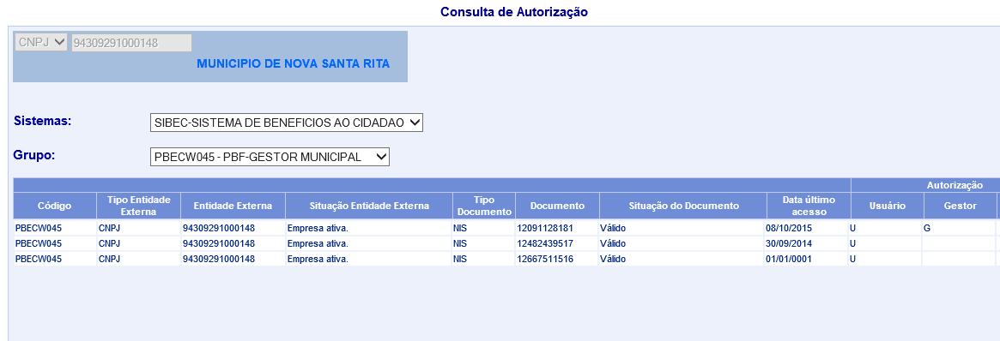 Consulta de Autorização
CNPJ 94309291000148
MUNICIPIO DE NOVA SANTA RITA
Sistemas: SIBEC-SISTEMA DE BENEFICIOS AO CIDADAO
Grupo: PBECW045 - PBF-GESTOR MUNICIPAL
Autorização
Código Tipo Entidade Externa Entidade Externa Situação Entidade Externa Tipo Documento Documento Situação do Documento Data último acesso Usuário Gestor
PBECW045 CNPJ 94309291000148 Empresa ativa. NIS 12091128181 Válido 08/10/2015 U G
PBECW045 CNPJ 94309291000148 Empresa ativa. NIS 12482439517 Válido 30/09/2014 U
PBECW045 CNPJ 94309291000148 Empresa ativa. NIS 12667511516 Válido 01/01/0001 U